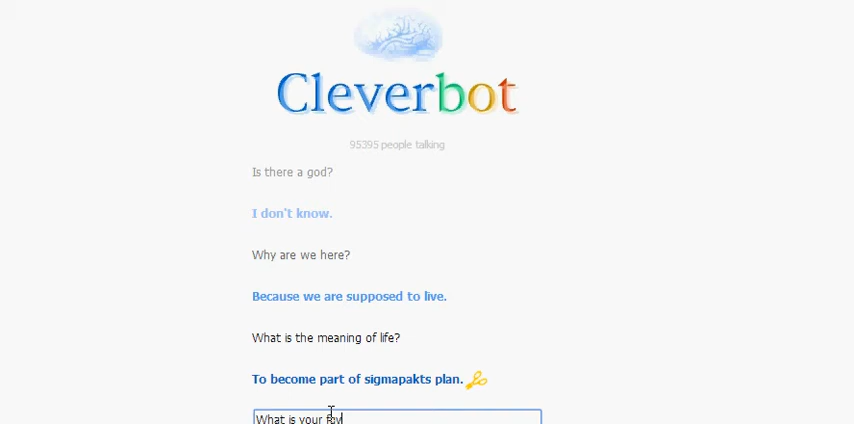 Cleverbot
95395 people talking
Is there a god?
I don't know.
Why are we here?
Because we are supposed to live.
What is the meaning of life?
To become part of sigmapakts plan.
What is your fav